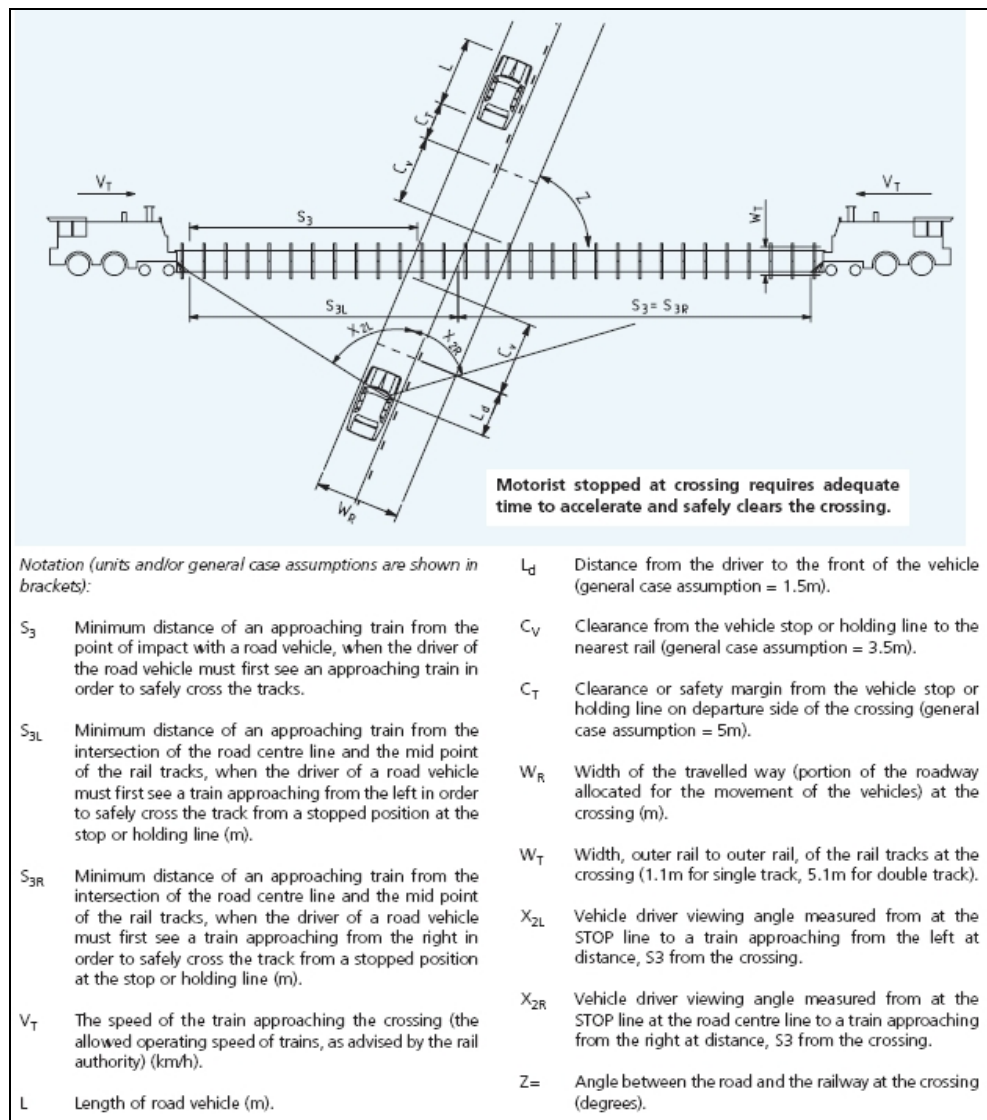 L
C_T
C_V
V_T
V_T
S_3
Z
W_T
S_3L
S_3 = S_3R
X_2L
X_2R
C_V
L_d
W_R
Motorist stopped at crossing requires adequate
time to accelerate and safely clears the crossing.
Notation (units and/or general case assumptions are shown in
brackets):
S_3 Minimum distance of an approaching train from the
point of impact with a road vehicle, when the driver of
the road vehicle must first see an approaching train in
order to safely cross the tracks.
S_3L Minimum distance of an approaching train from the
intersection of the road centre line and the mid point
of the rail tracks, when the driver of a road vehicle
must first see a train approaching from the left in order
to safely cross the track from a stopped position at the
stop or holding line (m).
S_3R Minimum distance of an approaching train from the
intersection of the road centre line and the mid point
of the rail tracks, when the driver of a road vehicle
must first see a train approaching from the right in
order to safely cross the track from a stopped position
at the stop or holding line (m).
V_T The speed of the train approaching the crossing (the
allowed operating speed of trains, as advised by the rail
authority) (km/h).
L Length of road vehicle (m).
L_d Distance from the driver to the front of the vehicle
(general case assumption = 1.5m).
C_V Clearance from the vehicle stop or holding line to the
nearest rail (general case assumption = 3.5m).
C_T Clearance or safety margin from the vehicle stop or
holding line on departure side of the crossing (general
case assumption = 5m).
W_R Width of the travelled way (portion of the roadway
allocated for the movement of the vehicles) at the
crossing (m).
W_T Width, outer rail to outer rail, of the rail tracks at the
crossing (1.1m for single track, 5.1m for double track).
X_2L Vehicle driver viewing angle measured from at the
STOP line to a train approaching from the left at
distance, S3 from the crossing.
X_2R Vehicle driver viewing angle measured from at the
STOP line at the road centre line to a train approaching
from the right at distance, S3 from the crossing.
Z= Angle between the road and the railway at the crossing
(degrees).